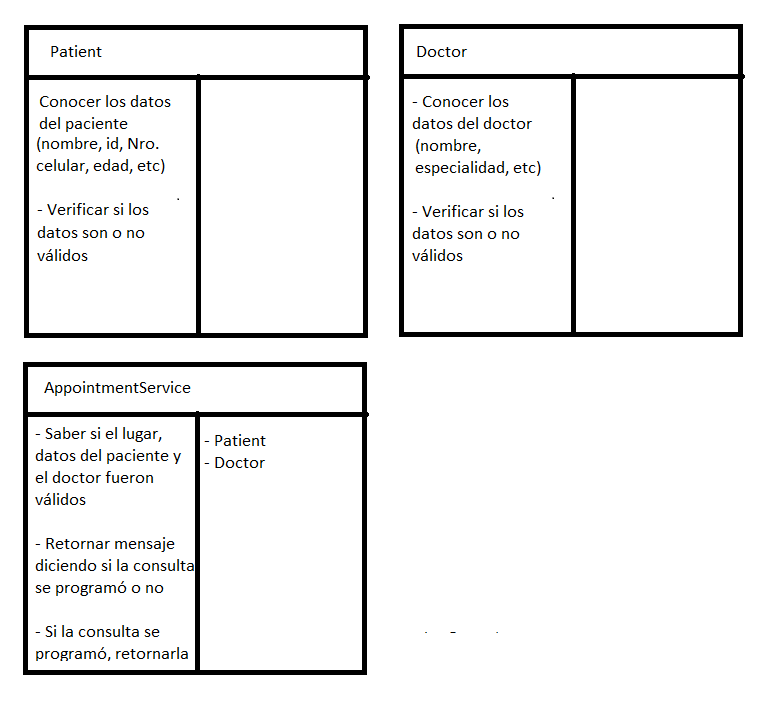 Patient
Conocer los datos
del paciente
(nombre, id, Nro.
celular, edad, etc)
- Verificar si los
datos son o no
válidos
Doctor
- Conocer los
datos del doctor
(nombre,
especialidad, etc)
- Verificar si los
datos son o no
válidos
AppointmentService
- Saber si el lugar,
datos del paciente y
el doctor fueron
válidos
- Retornar mensaje
diciendo si la consulta
se programó o no
- Si la consulta se
programó, retornarla
- Patient
- Doctor